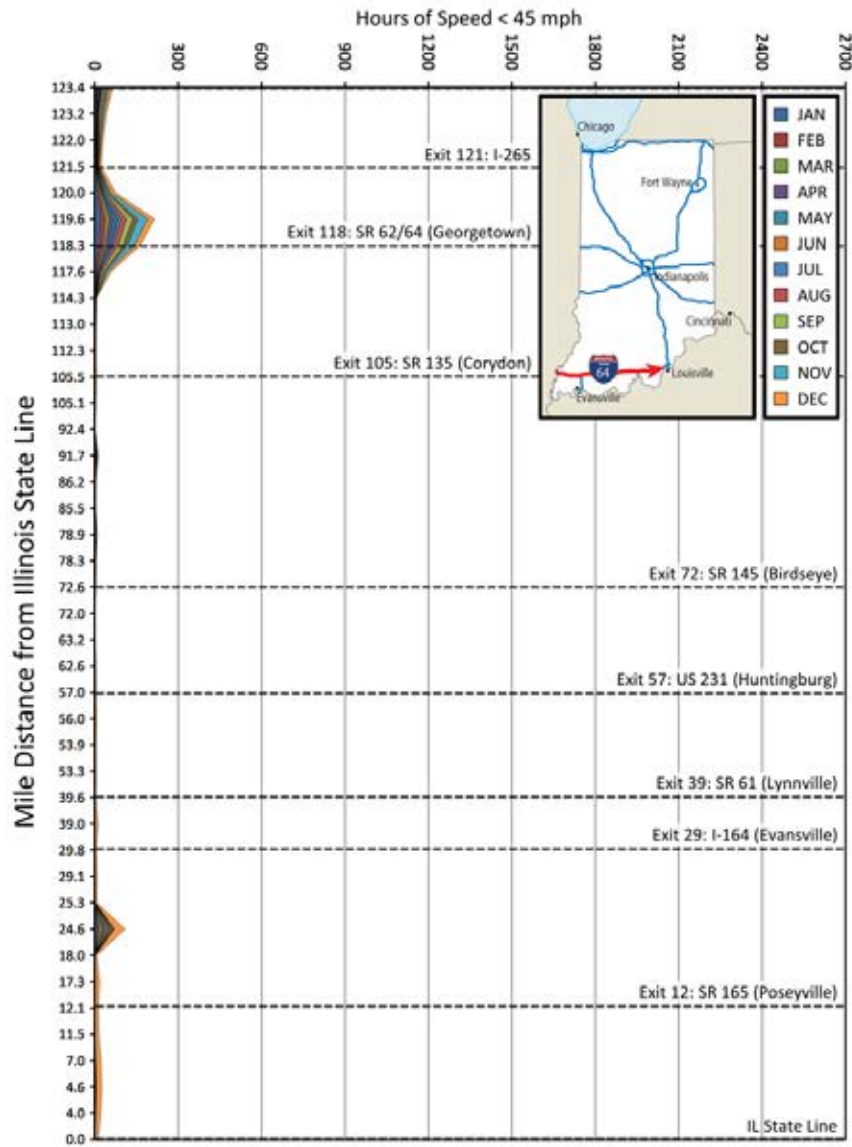 Hours of Speed < 45 mph
0 300 600 900 1200 1500 1800 2100 2400 2700
Mile Distance from Illinois State Line
123.4
123.2
122.0
121.5
120.0
119.6
118.3
117.6
114.3
113.0
112.3
105.5
105.1
92.4
91.7
86.2
85.5
78.9
78.3
72.6
72.0
63.2
62.6
57.0
56.0
53.9
53.3
39.6
39.0
29.8
29.1
25.3
24.6
18.0
17.3
12.1
11.5
7.0
4.6
4.0
0.0
Exit 121: I-265
Exit 118: SR 62/64 (Georgetown)
Exit 105: SR 135 (Corydon)
Exit 72: SR 145 (Birdseye)
Exit 57: US 231 (Huntingburg)
Exit 39: SR 61 (Lynnville)
Exit 29: I-164 (Evansville)
Exit 12: SR 165 (Poseyville)
IL State Line
Chicago
Fort Wayne
Indianapolis
Cincinnati
Louisville
64
Evansville
JAN
FEB
MAR
APR
MAY
JUN
JUL
AUG
SEP
OCT
NOV
DEC